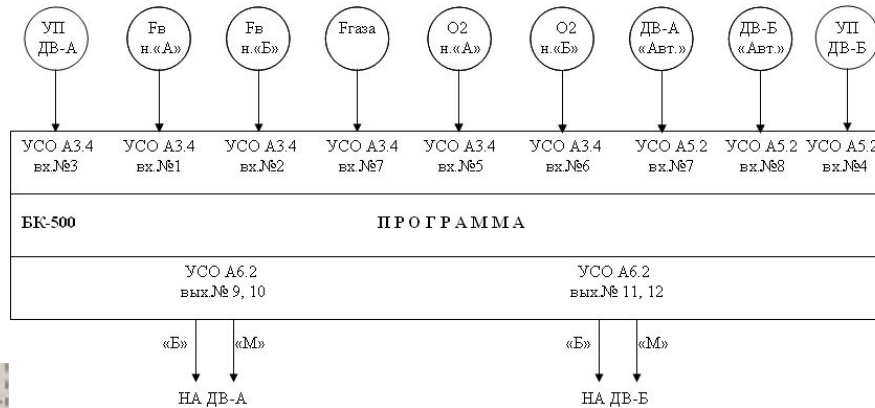 УП ДВ-А
Fв н.«А»
Fв н.«Б»
Fгаза
О2 н.«А»
О2 н.«Б»
ДВ-А «Авт.»
ДВ-Б «Авт.»
УП ДВ-Б
УСО А3.4 УСО А3.4 УСО А3.4 УСО А3.4 УСО А3.4 УСО А3.4 УСО А5.2 УСО А5.2 УСО А5.2
вх.№3 вх.№1 вх.№2 вх.№7 вх.№5 вх.№6 вх.№7 вх.№8 вх.№4
БК-500 ПРОГРАММА
УСО А6.2 УСО А6.2
вых.№ 9, 10 вых.№ 11, 12
«Б» «М» «Б» «М»
НА ДВ-А НА ДВ-Б